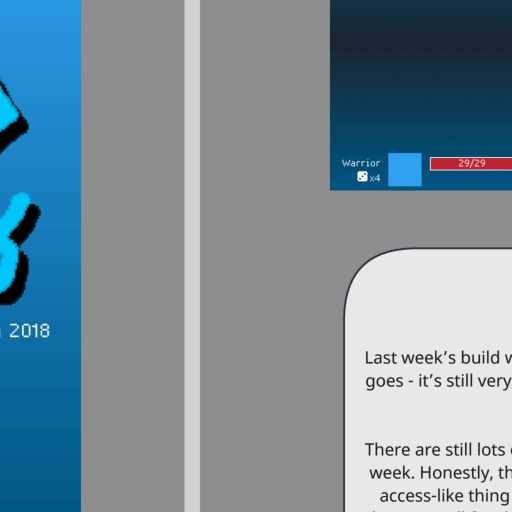 2018
Warrior
29/29
x4
Last week's build
goes - it's still very
There are still lots
week. Honestly,
access-like thing